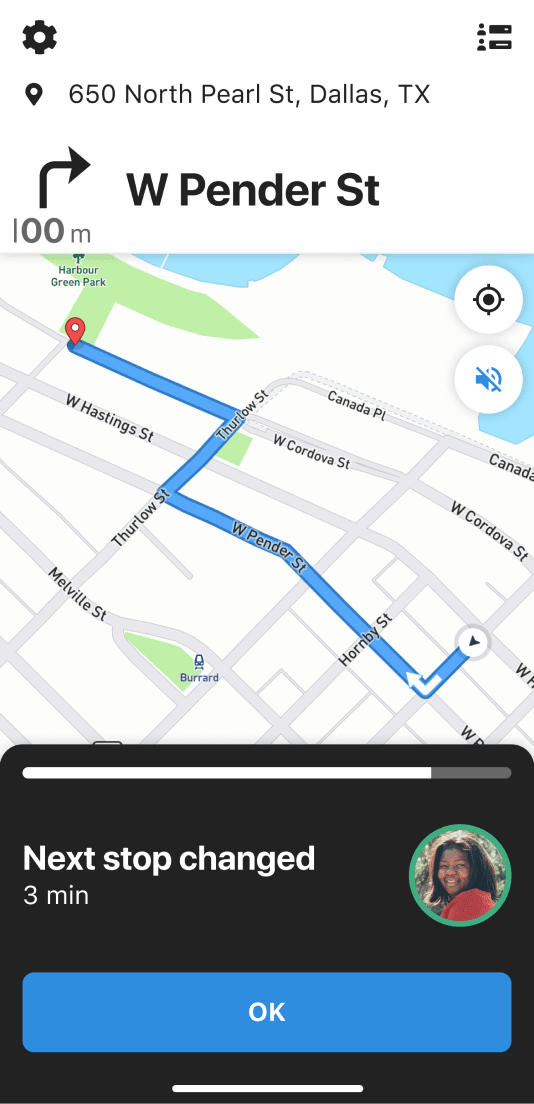 650 North Pearl St, Dallas, TX
W Pender St
100 m
Harbour
Green Park
Thurlow St
Canada Pl
W Hastings St
W Cordova St
Canada
Thurlow St
W Cordova St
W Pender St
Melville St
Hornby St
Burrard
Next stop changed
3 min
OK